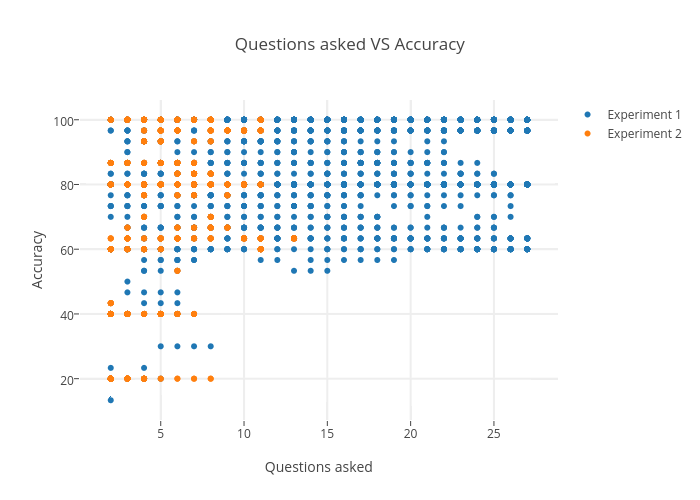 Questions asked VS Accuracy
Experiment 1
Experiment 2
100
80
60
40
20
Accuracy
5
10
15
20
25
Questions asked